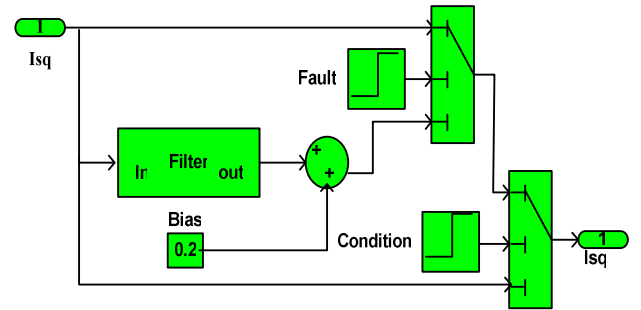 1
Isq
Fault
In
Filter
out
+
+
Bias
0.2
Condition
1
Isq